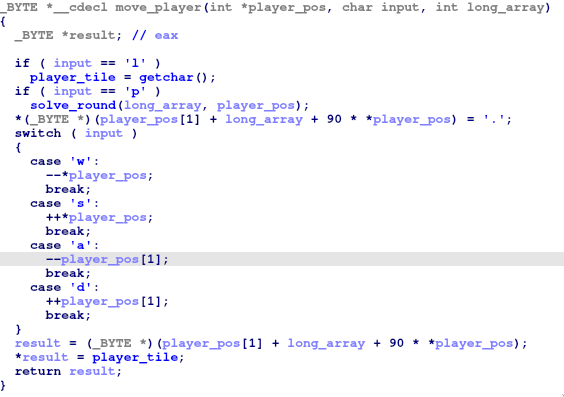 _BYTE *__cdecl move_player(int *player_pos, char input, int long_array)
{
  _BYTE *result; // eax

  if ( input == 'l' )
    player_tile = getchar();
  if ( input == 'p' )
    solve_round(long_array, player_pos);
  *(_BYTE *)(player_pos[1] + long_array + 90 * *player_pos) = '.';
  switch ( input )
  {
    case 'w':
      --*player_pos;
      break;
    case 's':
      ++*player_pos;
      break;
    case 'a':
      --player_pos[1];
      break;
    case 'd':
      ++player_pos[1];
      break;
  }
  result = (_BYTE *)(player_pos[1] + long_array + 90 * *player_pos);
  *result = player_tile;
  return result;
}